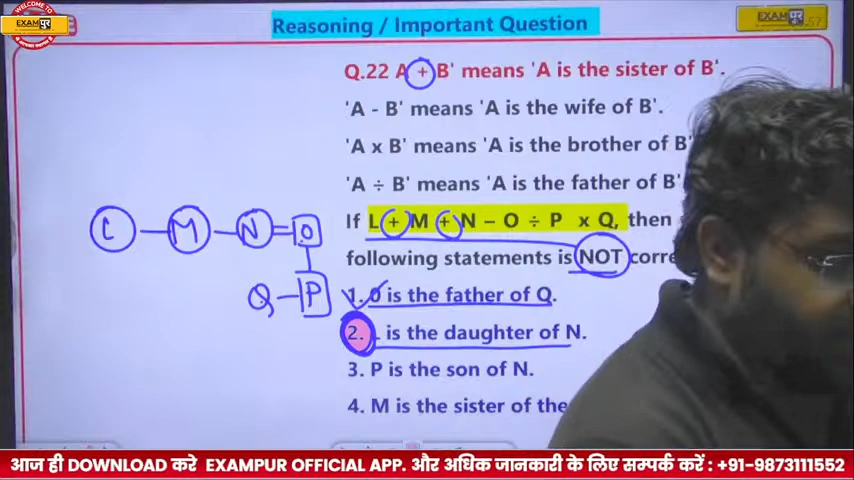 Reasoning / Important Question
EXAMPUR
EXAMPUR
Q.22 A + B' means 'A is the sister of B'.
'A - B' means 'A is the wife of B'.
'A x B' means 'A is the brother of B'
'A ÷ B' means 'A is the father of B'
If L + M + N – O ÷ P x Q, then
following statements is NOT
1. O is the father of Q.
2. L is the daughter of N.
3. P is the son of N.
4. M is the sister of the
L M N = O
Q P
आज ही DOWNLOAD करे EXAMPUR OFFICIAL APP. और अधिक जानकारी के लिए सम्पर्क करें : +91-9873111552